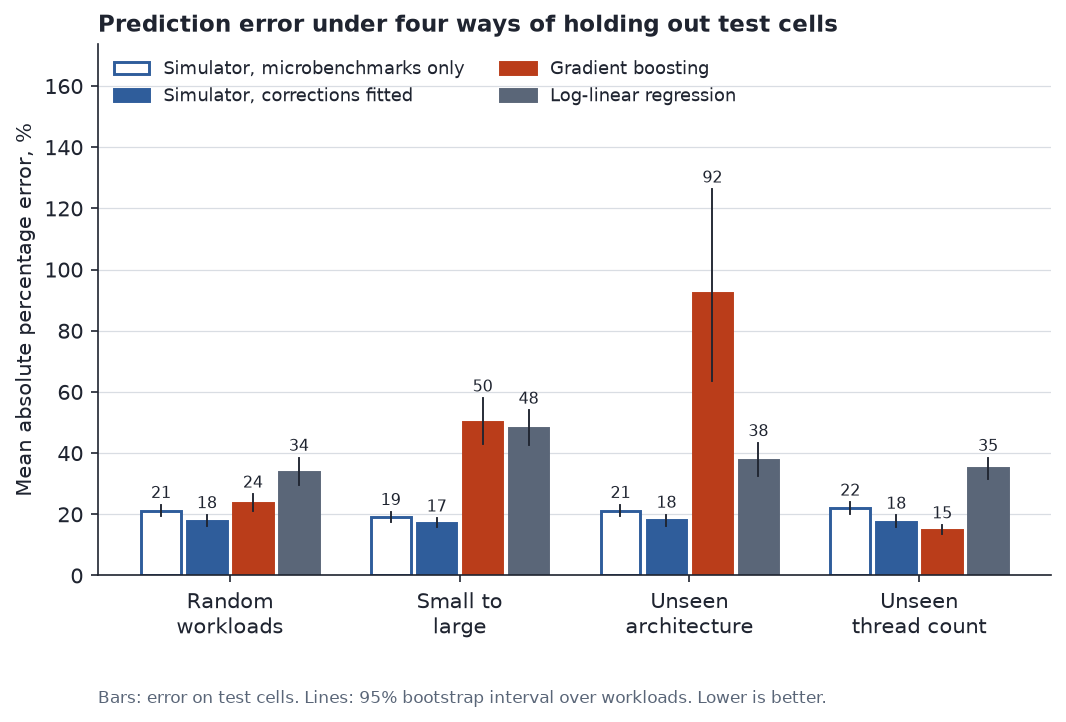 Prediction error under four ways of holding out test cells
Simulator, microbenchmarks only
Simulator, corrections fitted
Gradient boosting
Log-linear regression
Mean absolute percentage error, %
160
140
120
100
80
60
40
20
0
21
18
24
34
19
17
50
48
21
18
92
38
22
18
15
35
Random
workloads
Small to
large
Unseen
architecture
Unseen
thread count
Bars: error on test cells. Lines: 95% bootstrap interval over workloads. Lower is better.